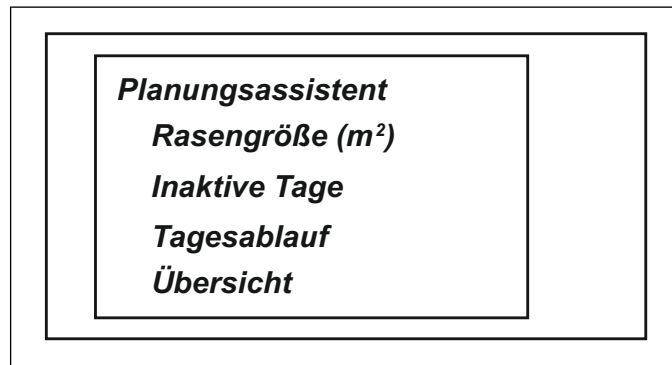 Planungsassistent
Rasengröße (m²)
Inaktive Tage
Tagesablauf
Übersicht